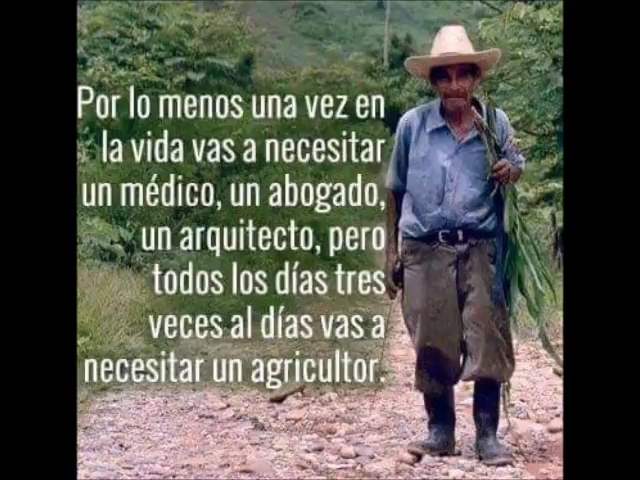 Por lo menos una vez en
la vida vas a necesitar
un médico, un abogado,
un arquitecto, pero
todos los días tres
veces al días vas a
necesitar un agricultor.